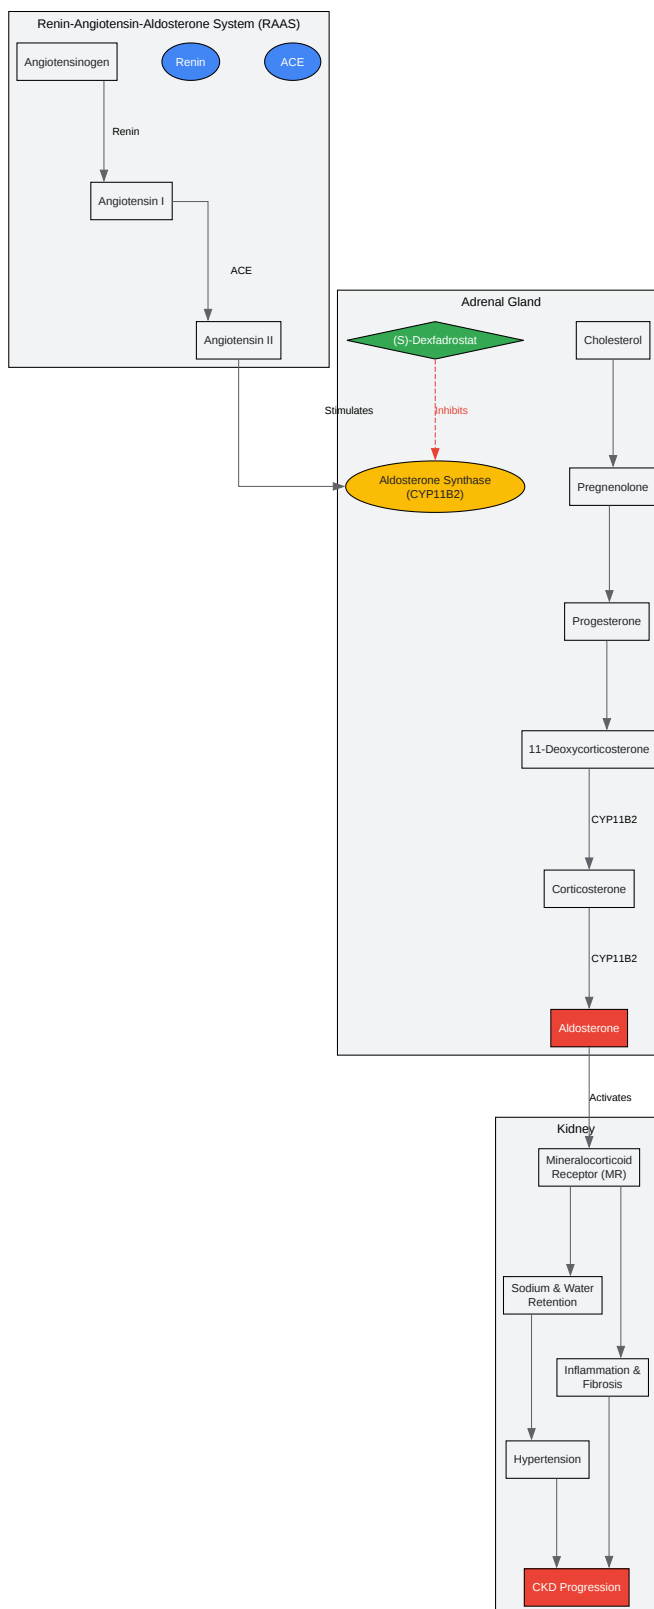 Renin-Angiotensin-Aldosterone System (RAAS)
Angiotensinogen
Renin
ACE
Renin
Angiotensin I
ACE
Angiotensin II
Adrenal Gland
(S)-Dexfadrostat
Cholesterol
Stimulates
Inhibits
Aldosterone Synthase
(CYP11B2)
Pregnenolone
Progesterone
11-Deoxycorticosterone
CYP11B2
Corticosterone
CYP11B2
Aldosterone
Activates
Kidney
Mineralocorticoid
Receptor (MR)
Sodium & Water
Retention
Inflammation &
Fibrosis
Hypertension
CKD Progression